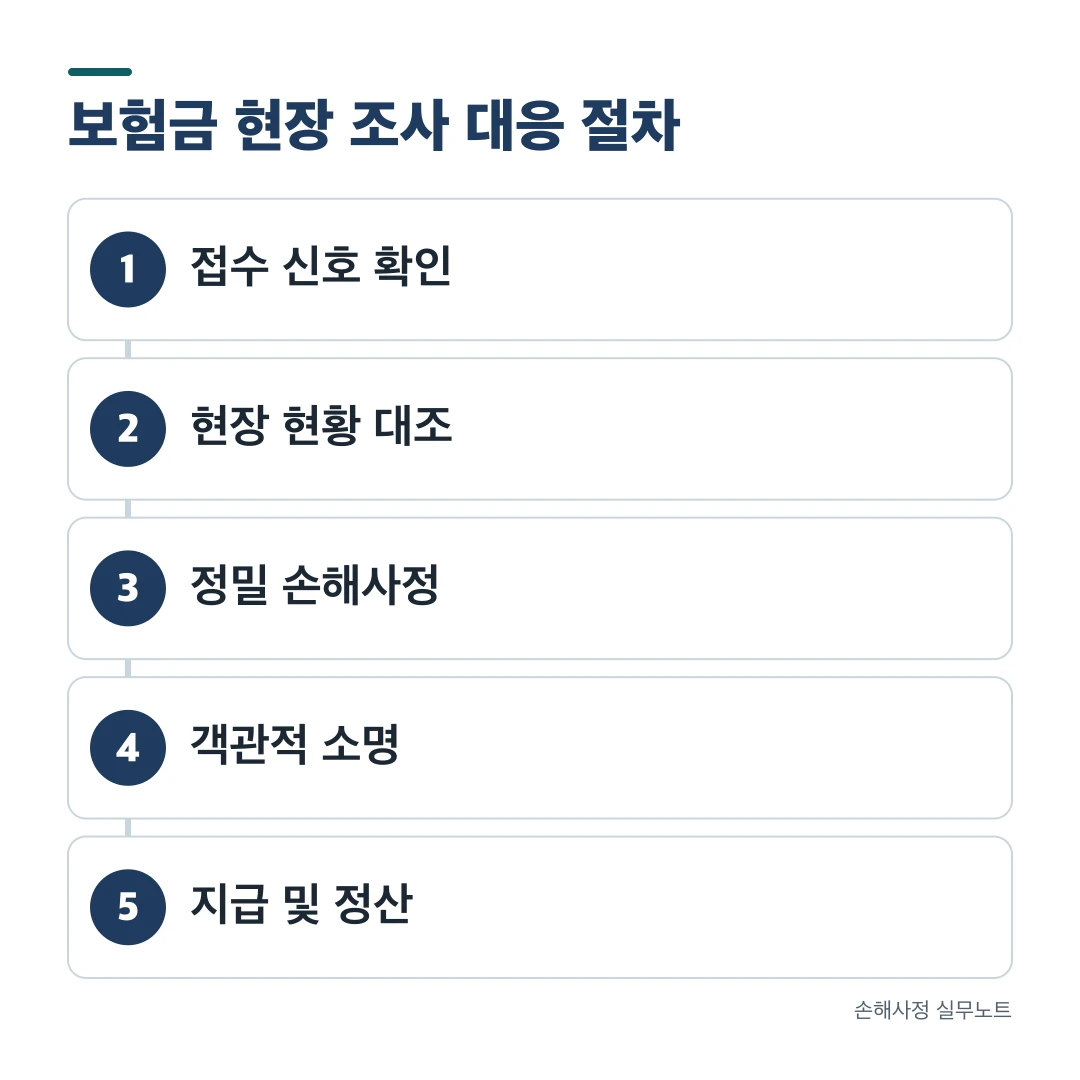 보험금 현장 조사 대응 절차
1 접수 신호 확인
2 현장 현황 대조
3 정밀 손해사정
4 객관적 소명
5 지급 및 정산
손해사정 실무노트